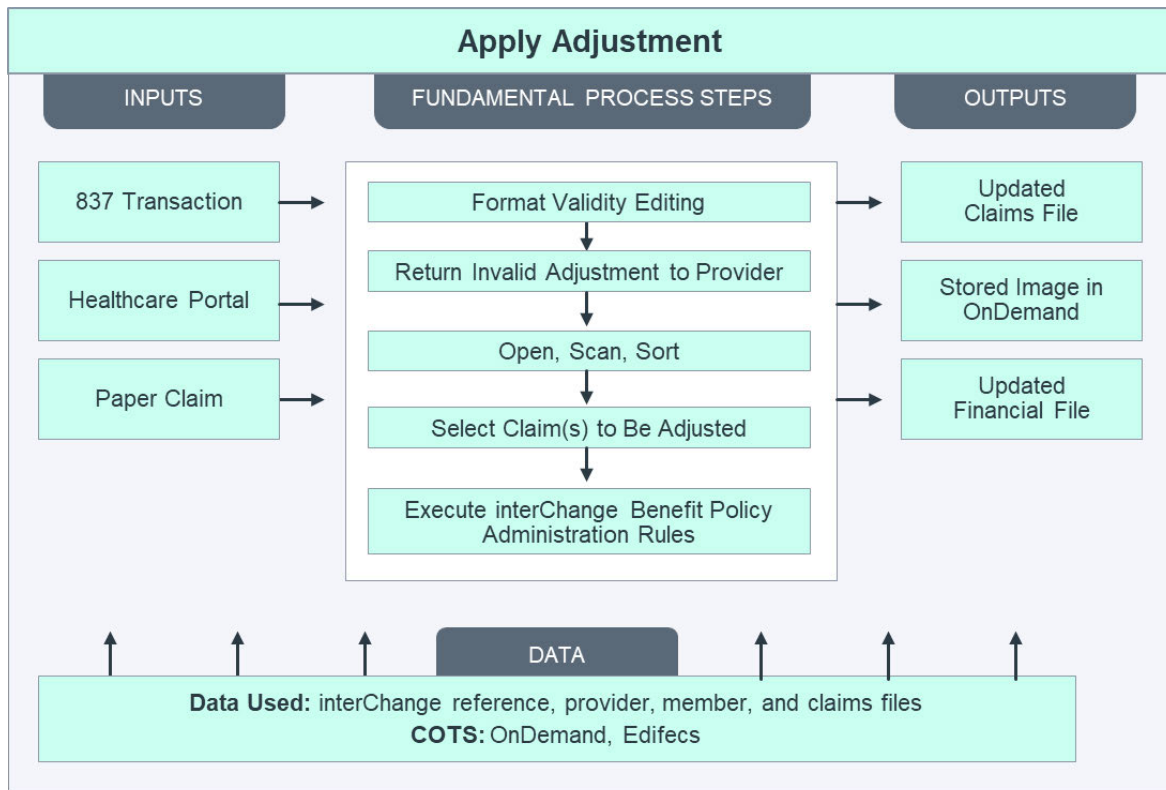 Apply Adjustment
INPUTS
FUNDAMENTAL PROCESS STEPS
OUTPUTS
837 Transaction
Healthcare Portal
Paper Claim
Format Validity Editing
Return Invalid Adjustment to Provider
Open, Scan, Sort
Select Claim(s) to Be Adjusted
Execute interChange Benefit Policy
Administration Rules
Updated
Claims File
Stored Image in
OnDemand
Updated
Financial File
DATA
Data Used: interChange reference, provider, member, and claims files
COTS: OnDemand, Edifecs